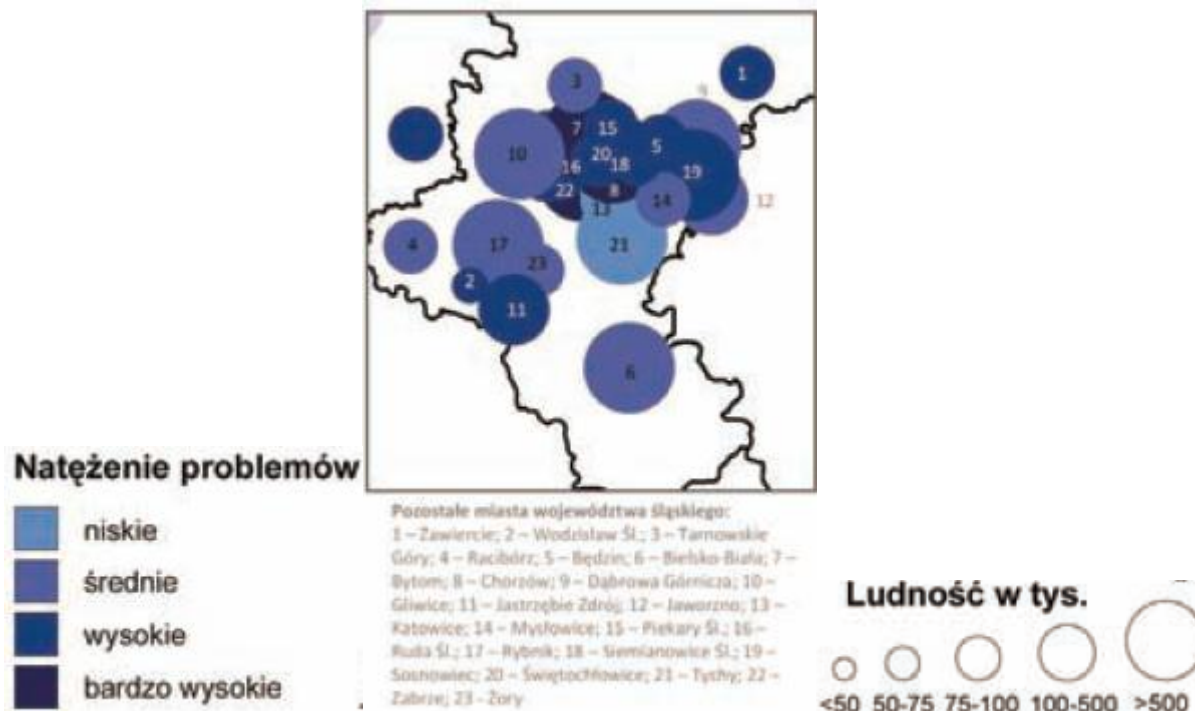 1
3
9
7
15
10
5
20
18
16
19
22
8
14
13
12
4
17
21
23
2
11
6
Natężenie problemów
niskie
średnie
wysokie
bardzo wysokie
Pozostałe miasta województwa śląskiego:
1 – Zawiercie; 2 – Wodzisław Śl.; 3 – Tarnowskie
Góry; 4 – Racibórz; 5 – Będzin; 6 – Bielsko-Biała; 7 –
Bytom; 8 – Chorzów; 9 – Dąbrowa Górnicza; 10 –
Gliwice; 11 – Jastrzębie Zdrój; 12 – Jaworzno; 13 –
Katowice; 14 – Mysłowice; 15 – Piekary Śl.; 16 –
Ruda Śl.; 17 – Rybnik; 18 – Siemianowice Śl.; 19 –
Sosnowiec; 20 – Świętochłowice; 21 – Tychy; 22 –
Zabrze; 23 - Żory
Ludność w tys.
<50 50-75 75-100 100-500 >500